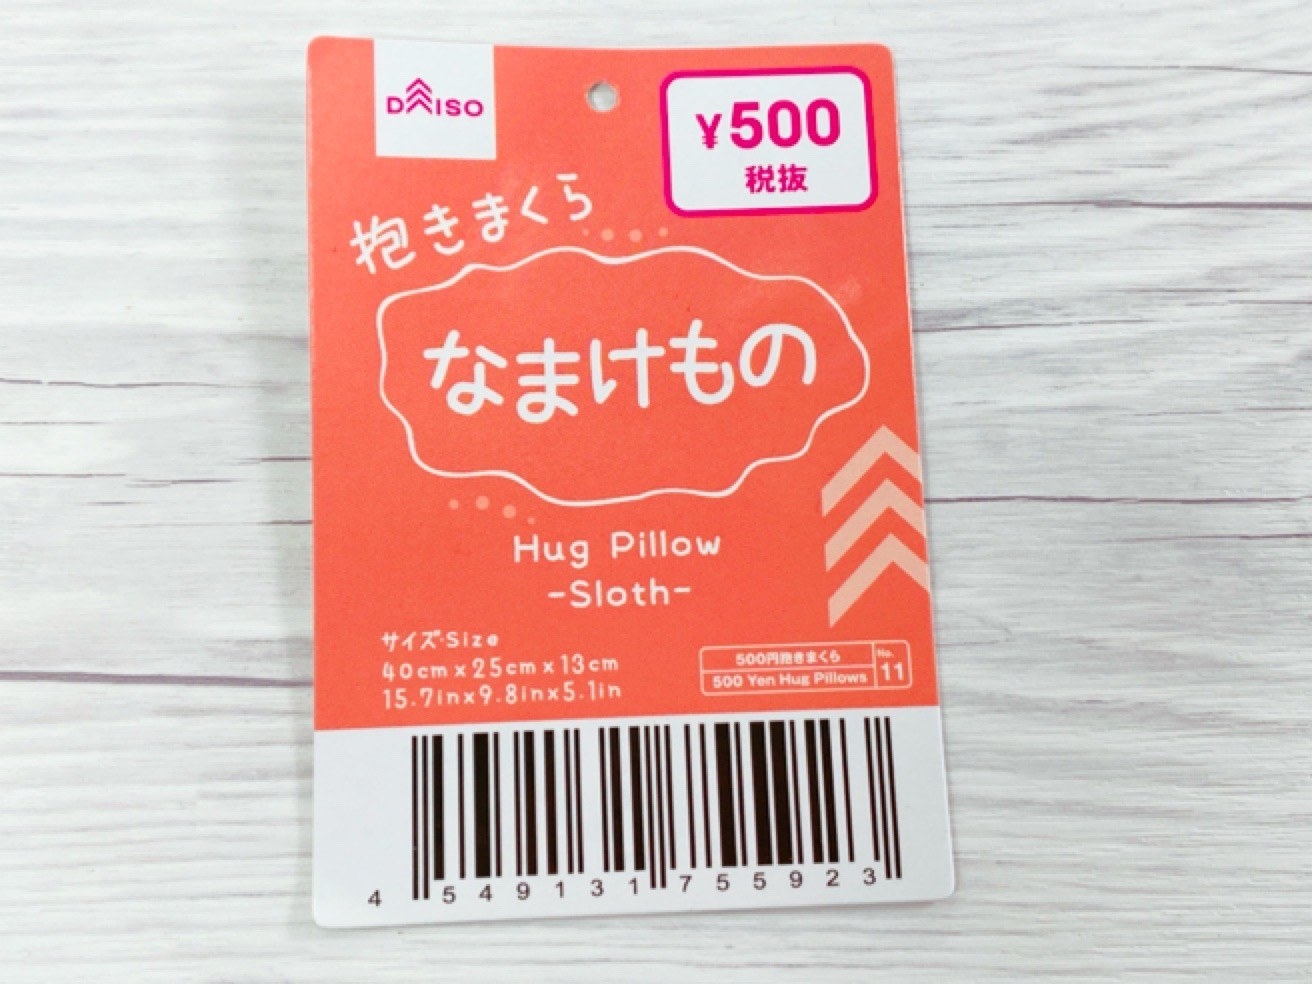 DAISO
¥500
税抜
抱きまくら
なまけもの
Hug Pillow
-Sloth-
サイズ・Size
40cm x 25cm x 13cm
15.7in x 9.8in x 5.1in
500円抱きまくら
500 Yen Hug Pillows
No.
11
4 549131 755923